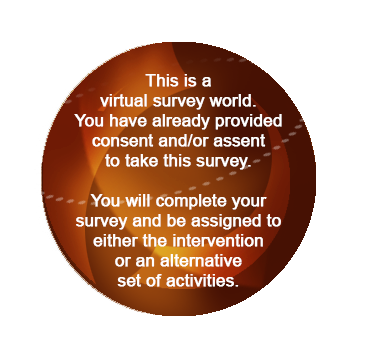 This is a
virtual survey world.
You have already provided
consent and/or assent
to take this survey.
You will complete your
survey and be assigned to
either the intervention
or an alternative
set of activities.